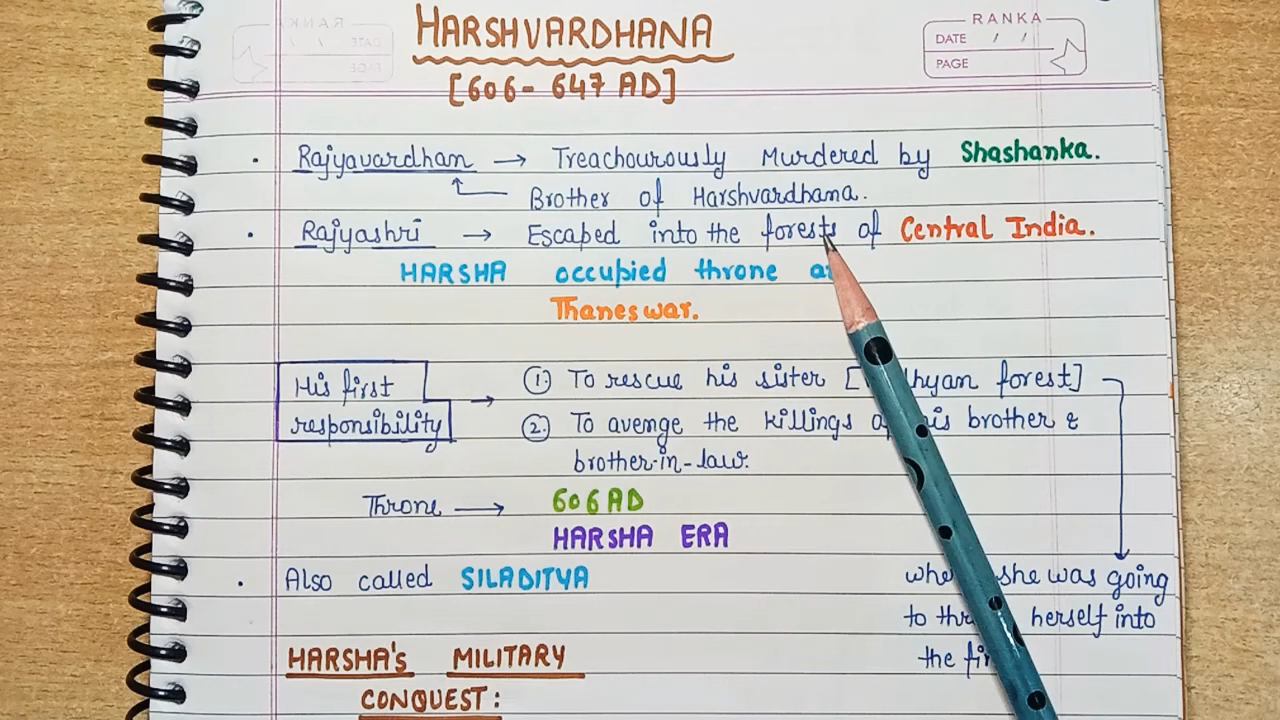 HARSHVARDHANA
[606 - 647 AD]
RANKA
DATE / /
PAGE
• Rajyavardhan → Treachourously Murdered by Shashanka.
Brother of Harshvardhana.
• Rajyashri → Escaped into the forests of Central India.
HARSHA occupied throne
Thaneswar.
His first responsibility → ① To rescue his sister [ forest]
② To avenge the killings his brother &
brother-in-law.
Throne → 606 AD
HARSHA ERA
• Also called SILADITYA
she was going
to herself into
the
HARSHA's MILITARY
CONQUEST: